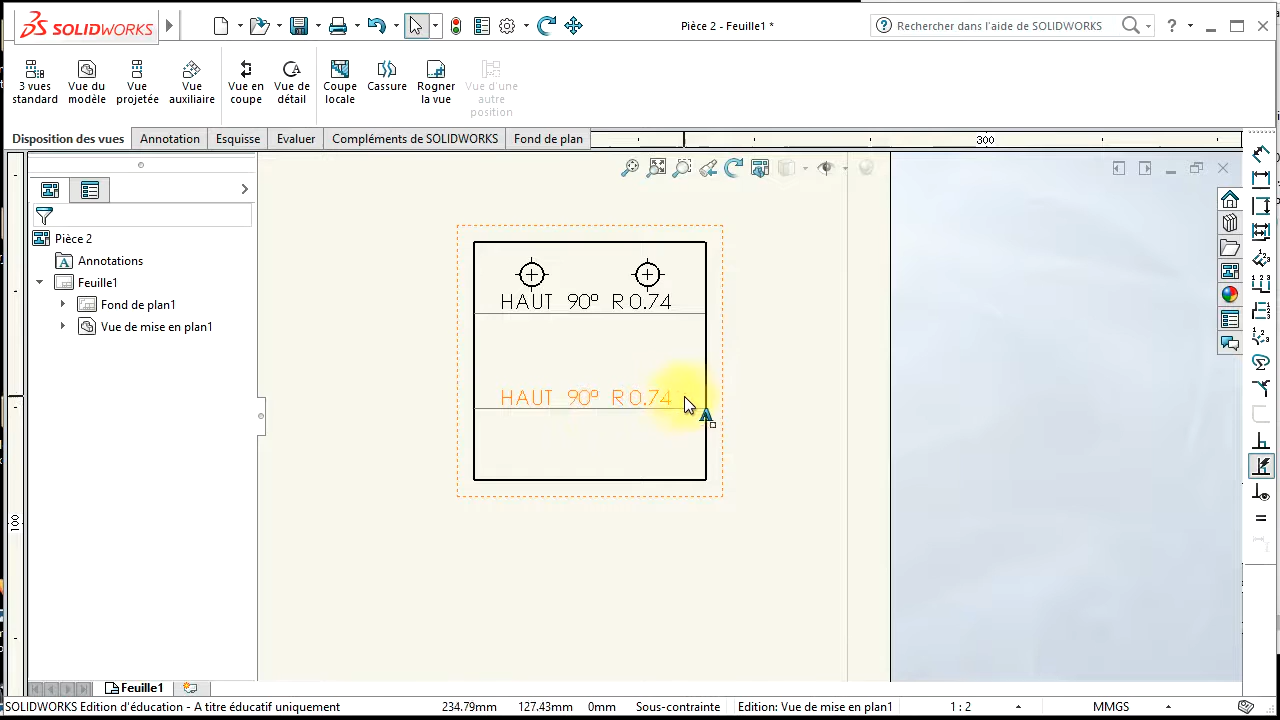 SOLIDWORKS
Pièce 2 - Feuille1 *
Rechercher dans l'aide de SOLIDWORKS
3 vues standard
Vue du modèle
Vue projetée
Vue auxiliaire
Vue en coupe
Vue de détail
Coupe locale
Cassure
Rogner la vue
Vue d'une autre position
Disposition des vues
Annotation
Esquisse
Evaluer
Compléments de SOLIDWORKS
Fond de plan
300
Pièce 2
Annotations
Feuille1
Fond de plan1
Vue de mise en plan1
HAUT 90° R 0.74
HAUT 90° R 0.74
100
Feuille1
SOLIDWORKS Edition d'éducation - A titre éducatif uniquement
234.79mm
127.43mm
0mm
Sous-contrainte
Edition: Vue de mise en plan1
1 : 2
MMGS